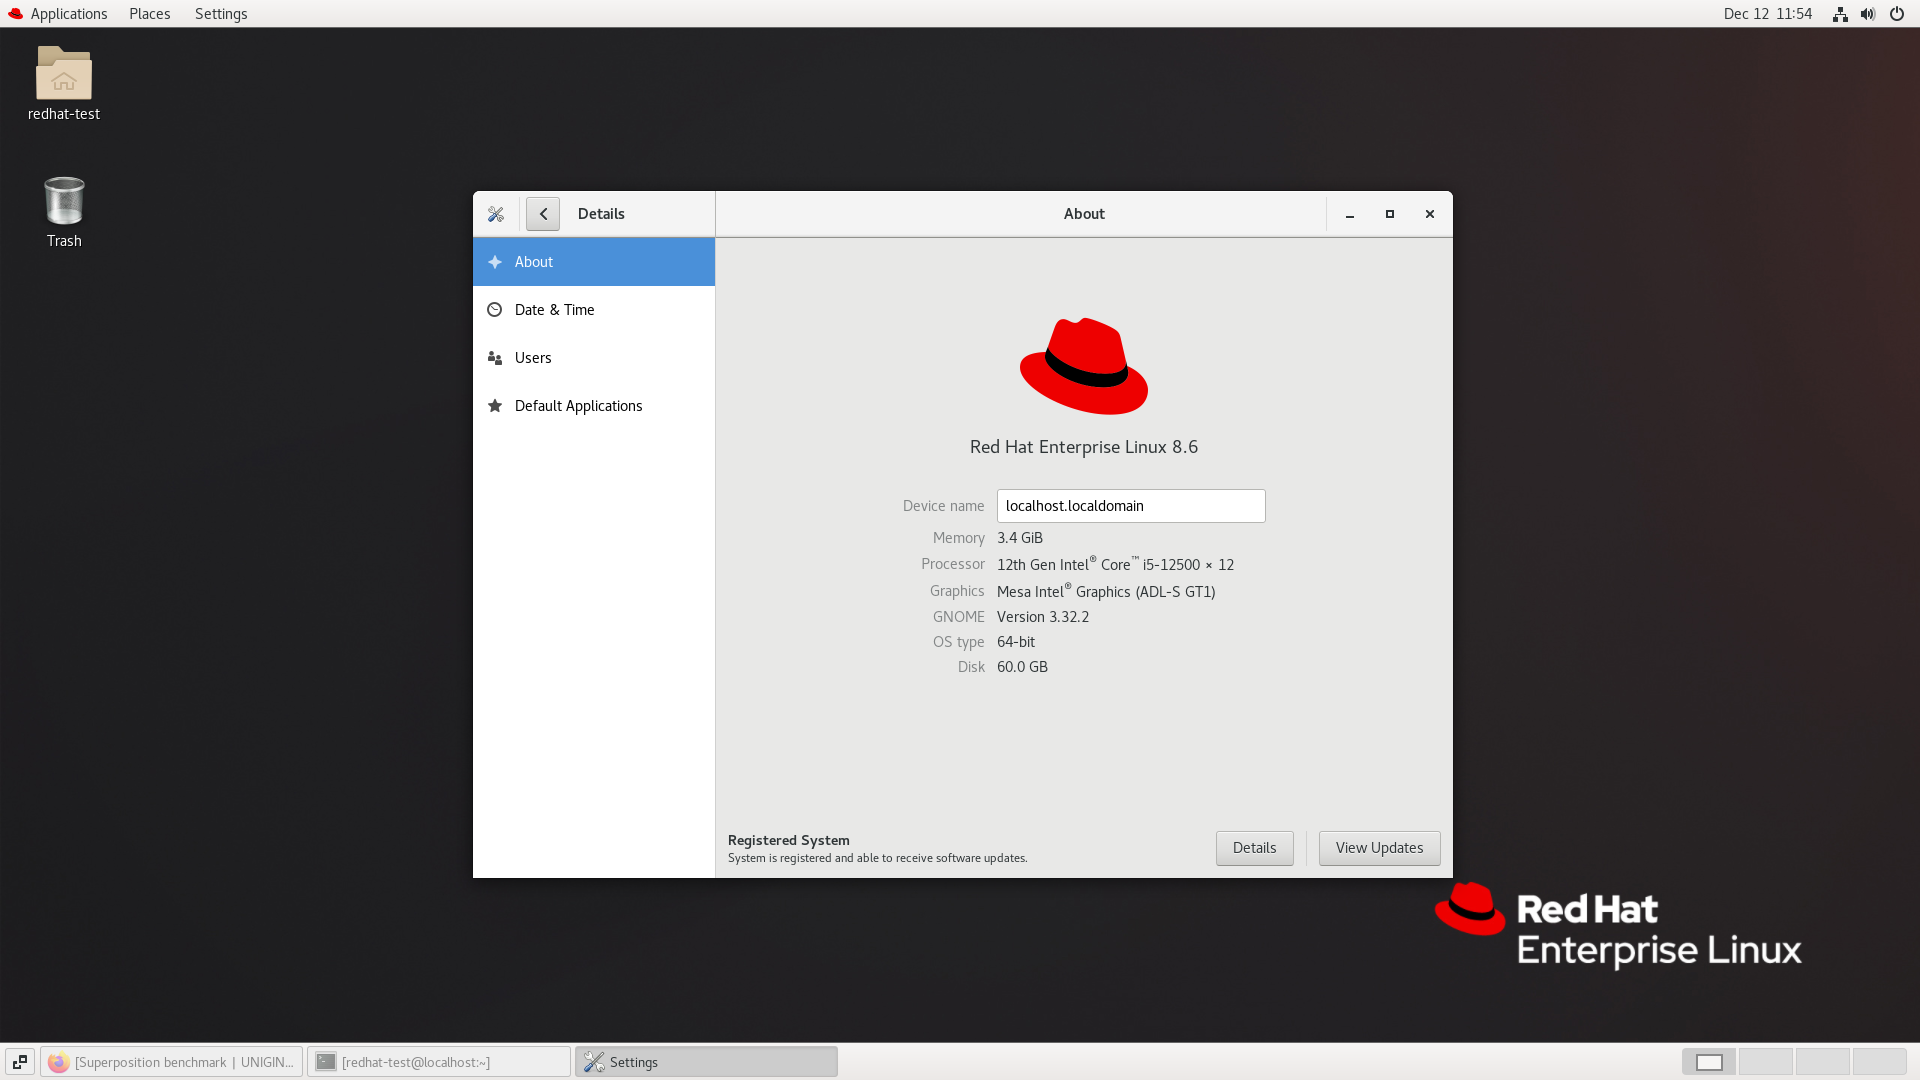 Applications Places Settings Dec 12 11:54
redhat-test
Trash
Details About
About
Date & Time
Users
Default Applications
Red Hat Enterprise Linux 8.6
Device name localhost.localdomain
Memory 3.4 GiB
Processor 12th Gen Intel® Core™ i5-12500 × 12
Graphics Mesa Intel® Graphics (ADL-S GT1)
GNOME Version 3.32.2
OS type 64-bit
Disk 60.0 GB
Registered System
System is registered and able to receive software updates.
Details View Updates
Red Hat
Enterprise Linux
[Superposition benchmark | UNIGIN... [redhat-test@localhost:~] Settings